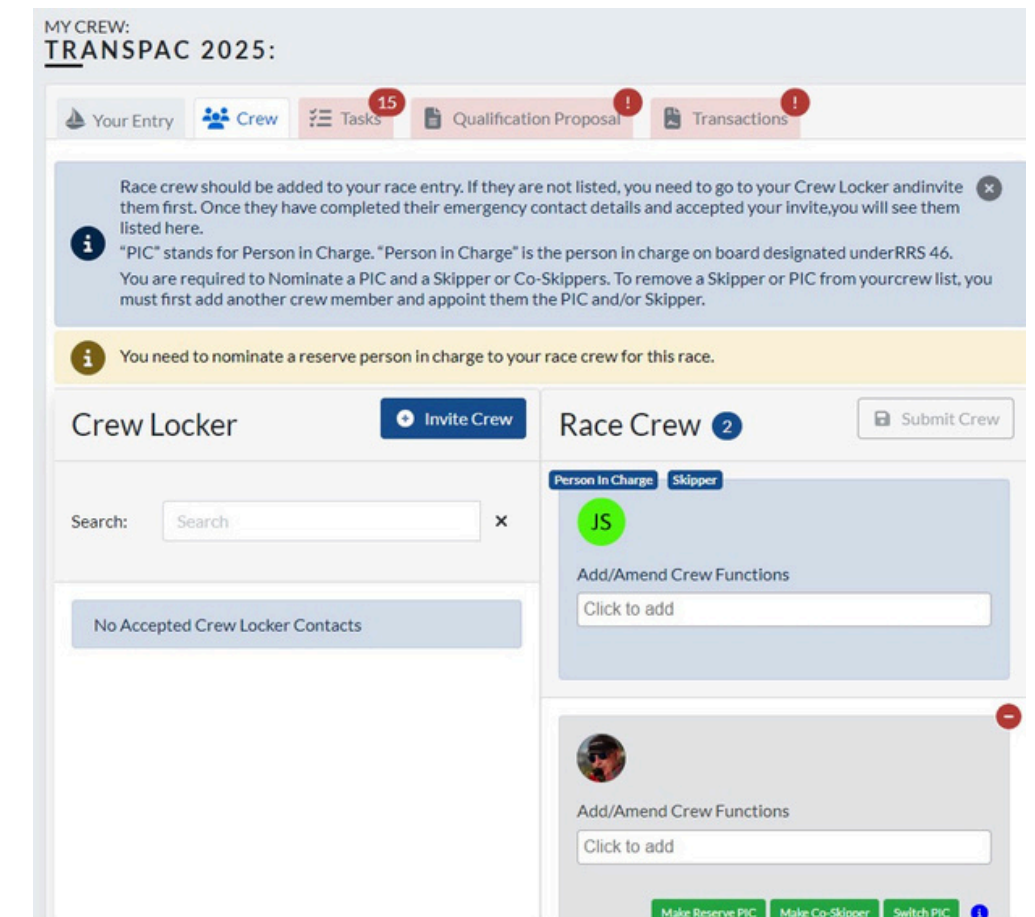 MY CREW:
TRANSPAC 2025:
Your Entry
Crew
Tasks
15
Qualification Proposal
!
Transactions
!
Race crew should be added to your race entry. If they are not listed, you need to go to your Crew Locker andinvite
them first. Once they have completed their emergency contact details and accepted your invite,you will see them
listed here.
"PIC" stands for Person in Charge. "Person in Charge" is the person in charge on board designated underRRS 46.
You are required to Nominate a PIC and a Skipper or Co-Skippers. To remove a Skipper or PIC from yourcrew list, you
must first add another crew member and appoint them the PIC and/or Skipper.
You need to nominate a reserve person in charge to your race crew for this race.
Crew Locker
Invite Crew
Search:
Search
No Accepted Crew Locker Contacts
Race Crew 2
Submit Crew
Person In Charge
Skipper
JS
Add/Amend Crew Functions
Click to add
Add/Amend Crew Functions
Click to add
Make Reserve PIC
Make Co-Skipper
Switch PIC